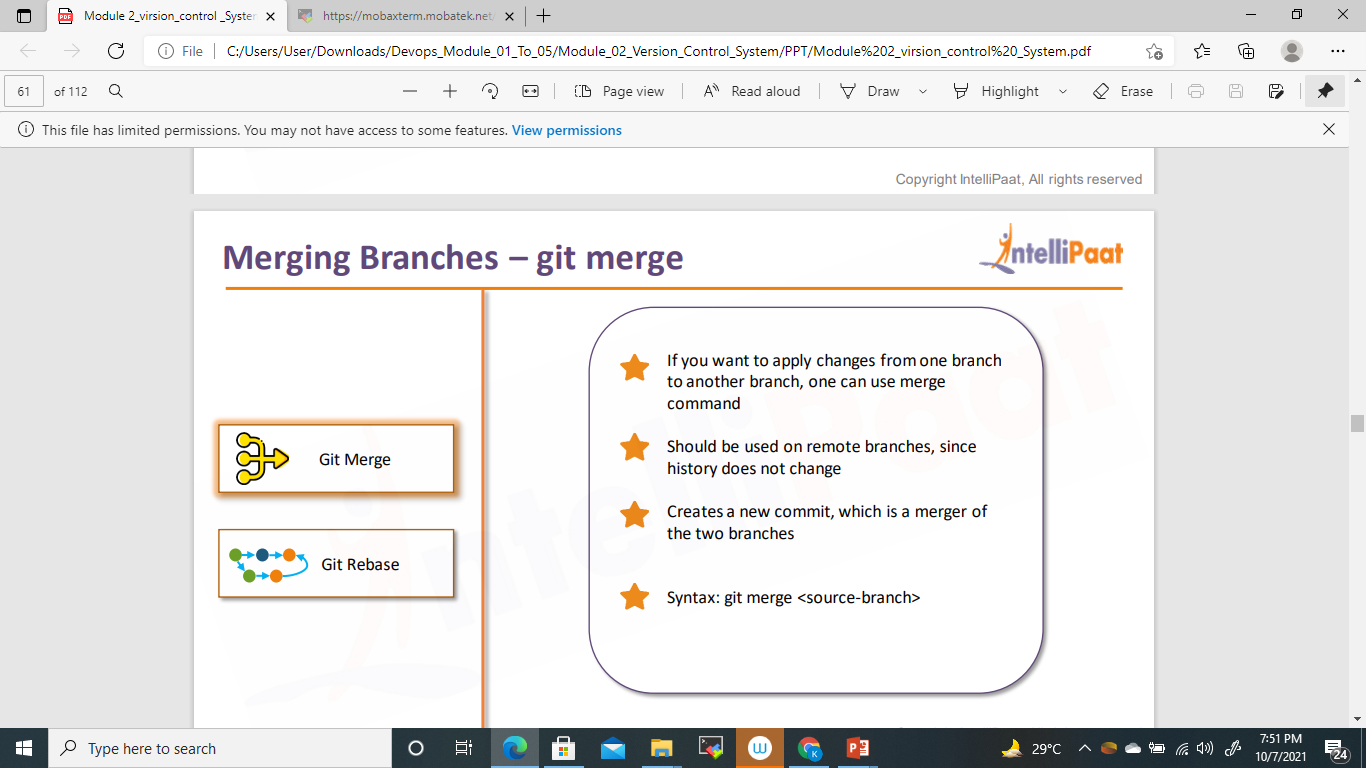 Module 2_virsion_control _System
https://mobaxterm.mobatek.net/
File
C:/Users/User/Downloads/Devops_Module_01_To_05/Module_02_Version_Control_System/PPT/Module%202_virsion_control%20_System.pdf
61 of 112
Page view
Read aloud
Draw
Highlight
Erase
This file has limited permissions. You may not have access to some features. View permissions
Copyright IntelliPaat, All rights reserved
Merging Branches – git merge
IntelliPaat
If you want to apply changes from one branch
to another branch, one can use merge
command
Git Merge
Should be used on remote branches, since
history does not change
Creates a new commit, which is a merger of
the two branches
Git Rebase
Syntax: git merge <source-branch>
IntelliPaat
Type here to search
29°C
7:51 PM
10/7/2021
24